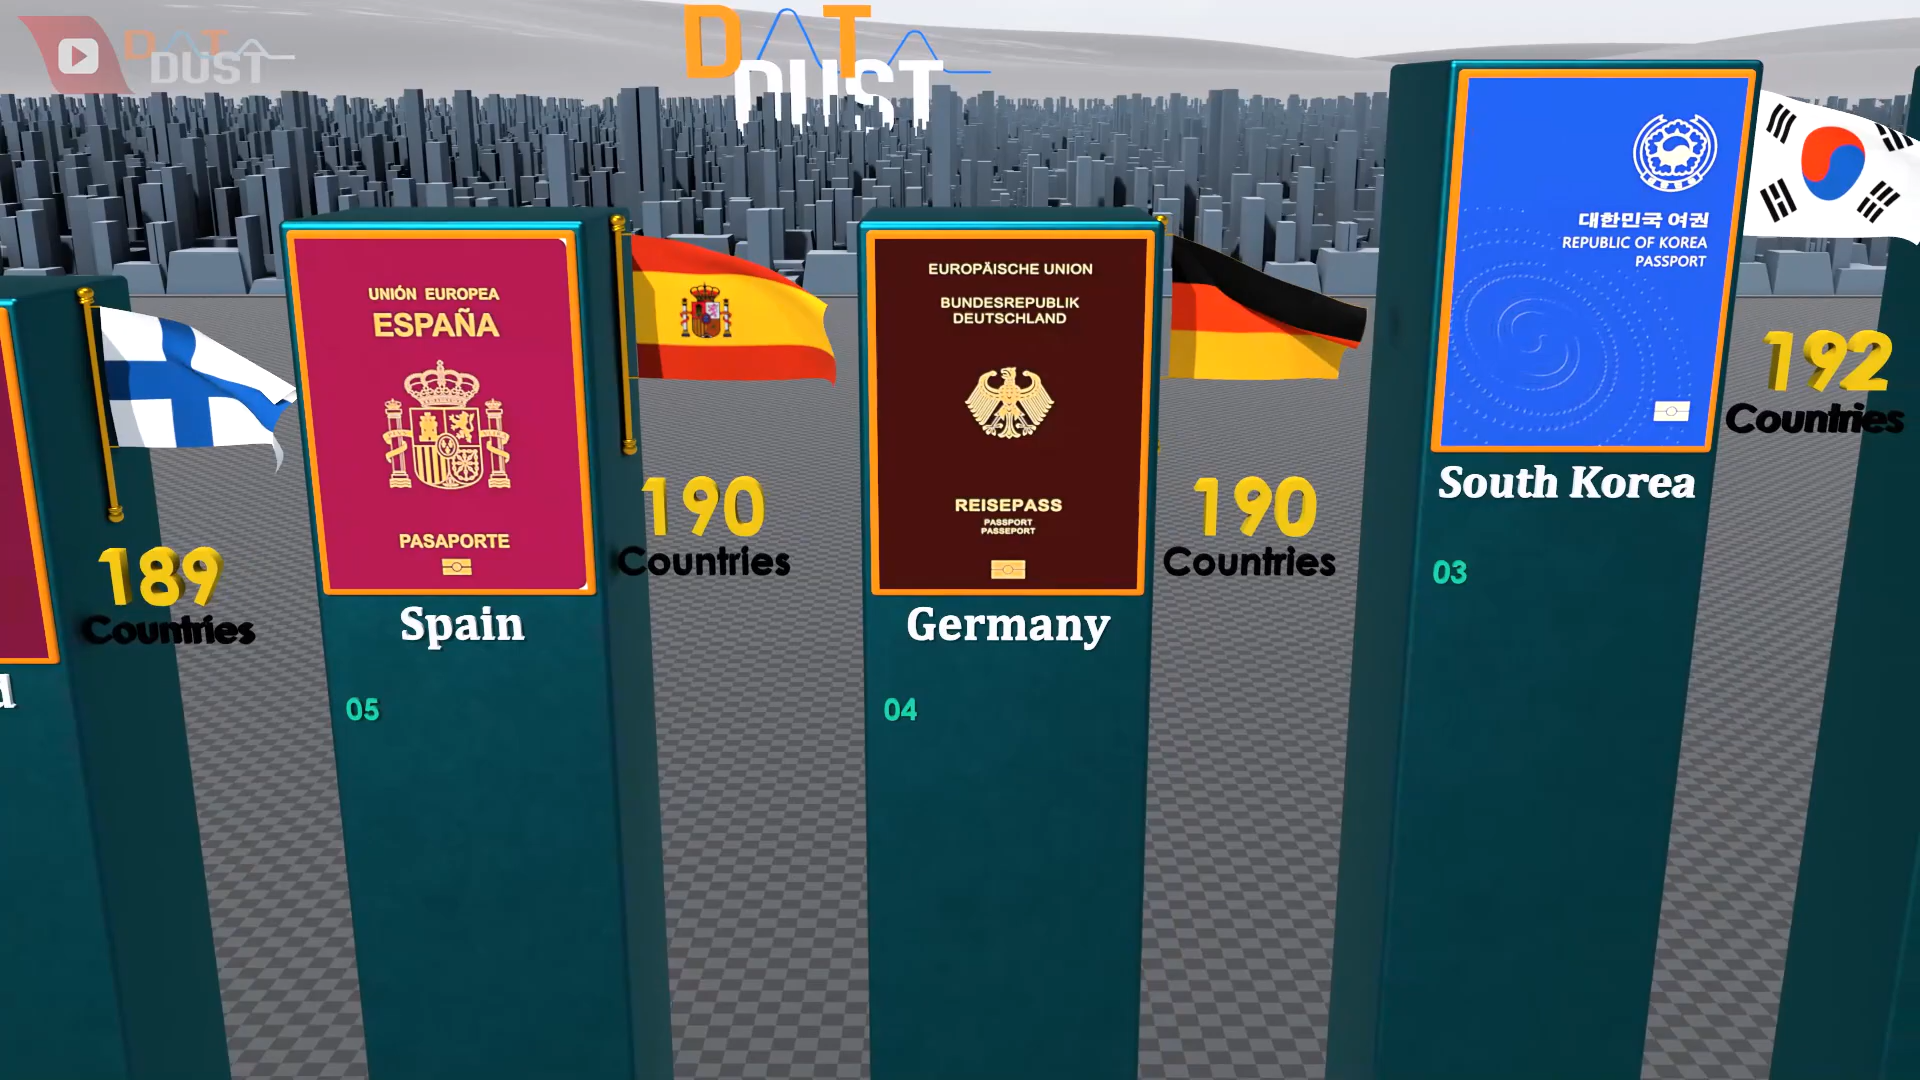 DATA
DUST
DATA
DUST
UNIÓN EUROPEA
ESPAÑA
PASAPORTE
Spain
05
189
Countries
190
Countries
EUROPÄISCHE UNION
BUNDESREPUBLIK
DEUTSCHLAND
REISEPASS
PASSPORT
PASSEPORT
Germany
04
190
Countries
대한민국 여권
REPUBLIC OF KOREA
PASSPORT
South Korea
03
192
Countries